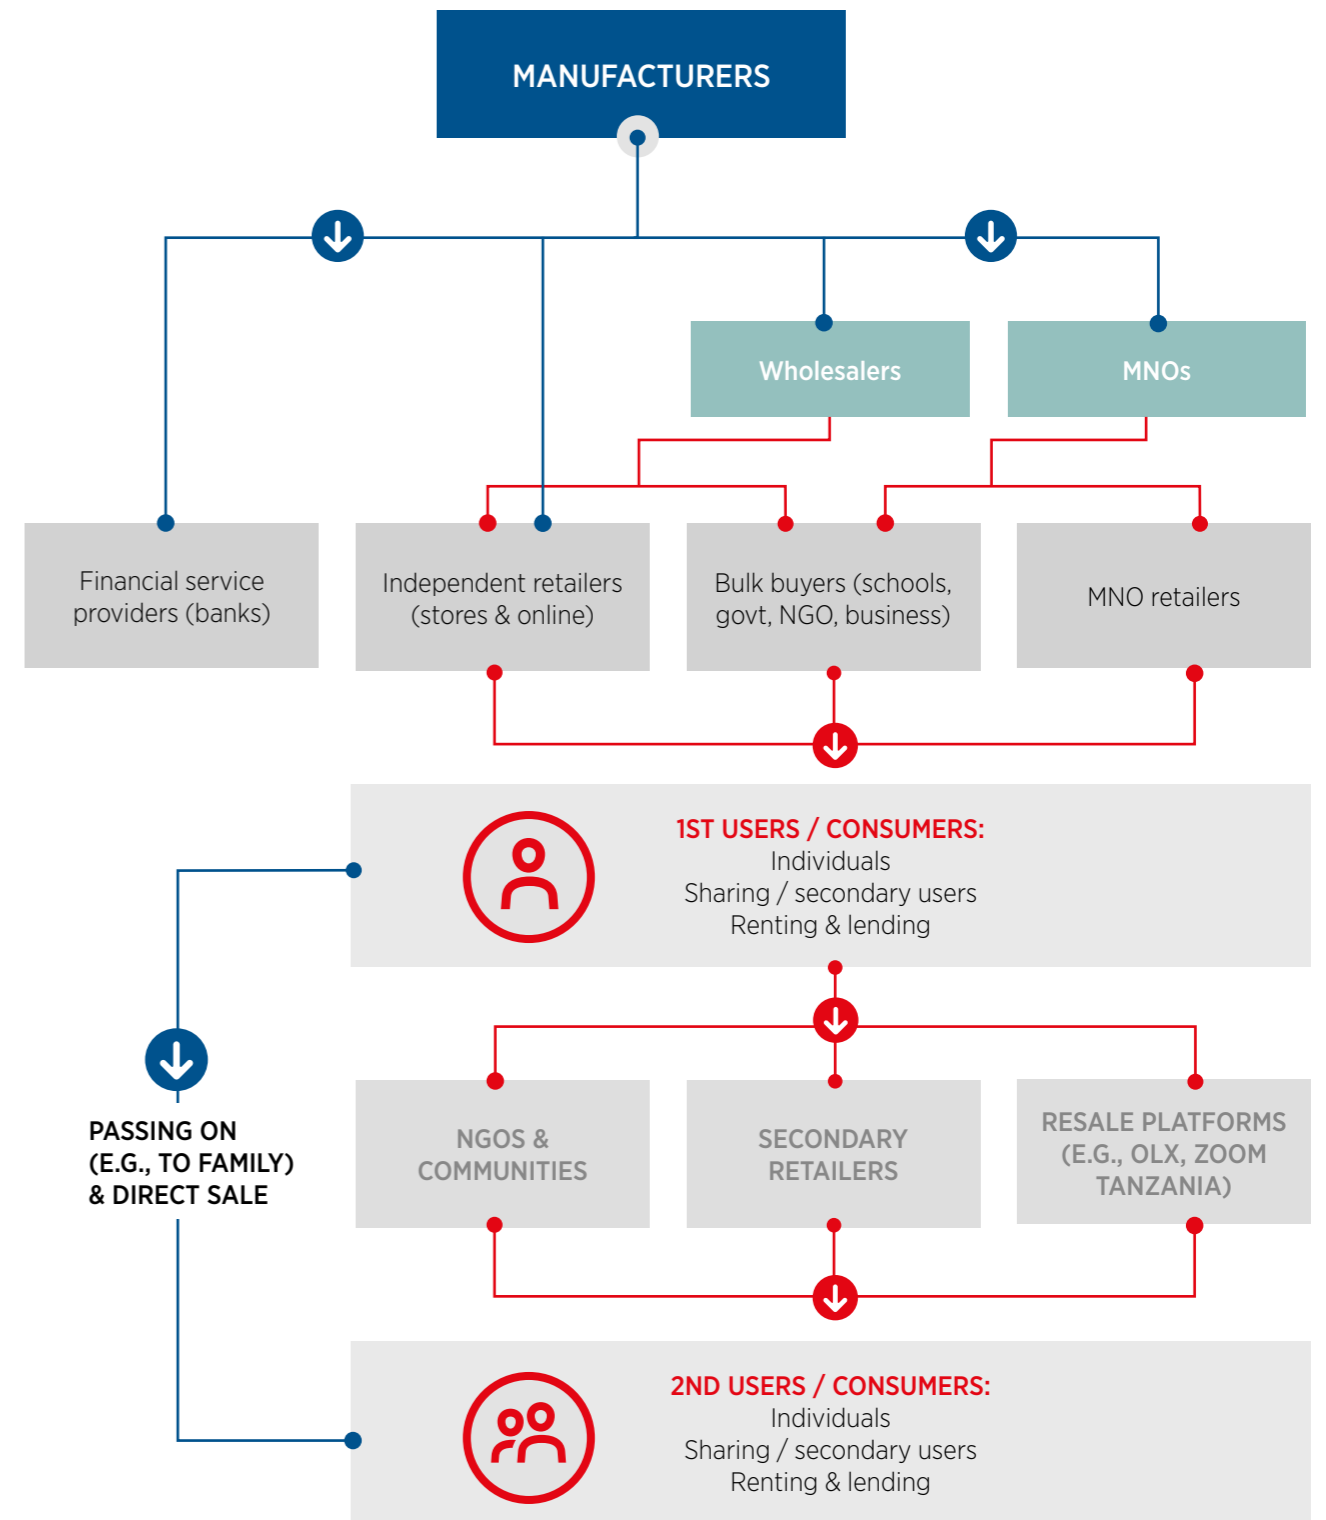 MANUFACTURERS
Wholesalers
MNOs
Financial service
providers (banks)
Independent retailers
(stores & online)
Bulk buyers (schools,
govt, NGO, business)
MNO retailers
1ST USERS / CONSUMERS:
Individuals
Sharing / secondary users
Renting & lending
PASSING ON
(E.G., TO FAMILY)
& DIRECT SALE
NGOS &
COMMUNITIES
SECONDARY
RETAILERS
RESALE PLATFORMS
(E.G., OLX, ZOOM
TANZANIA)
2ND USERS / CONSUMERS:
Individuals
Sharing / secondary users
Renting & lending